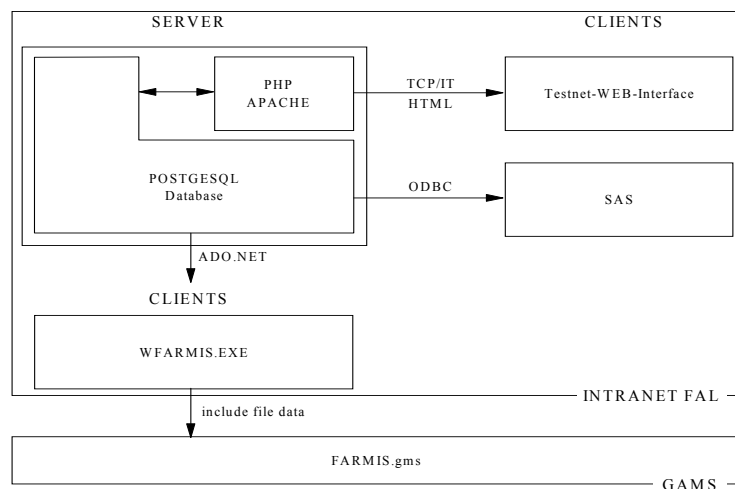 SERVER
CLIENTS
PHP
APACHE
TCP/IT
HTML
Testnet-WEB-Interface
POSTGESQL
Database
ODBC
SAS
ADO.NET
CLIENTS
WFARMIS.EXE
INTRANET FAL
include file data
FARMIS.gms
GAMS